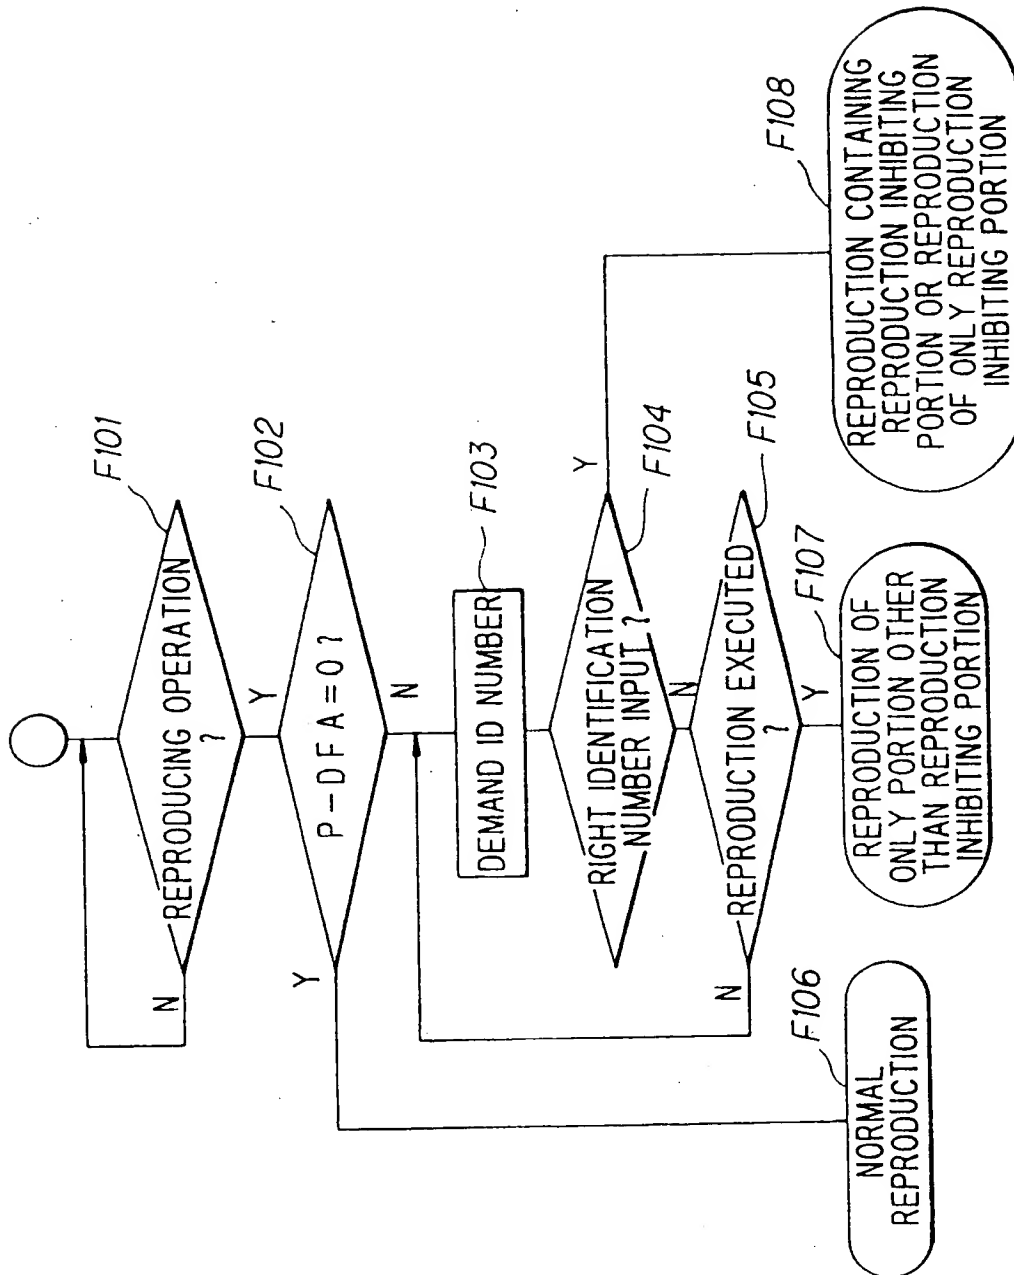 F101
REPRODUCING OPERATION
?
N
Y
F102
P-DFA=0?
Y
N
F103
DEMAND ID NUMBER
F104
RIGHT IDENTIFICATION
NUMBER INPUT ?
Y
N
F105
REPRODUCTION EXECUTED
?
N
Y
F106
NORMAL
REPRODUCTION
F107
REPRODUCTION OF
ONLY PORTION OTHER
THAN REPRODUCTION
INHIBITING PORTION
F108
REPRODUCTION CONTAINING
REPRODUCTION INHIBITING
PORTION OR REPRODUCTION
OF ONLY REPRODUCTION
INHIBITING PORTION